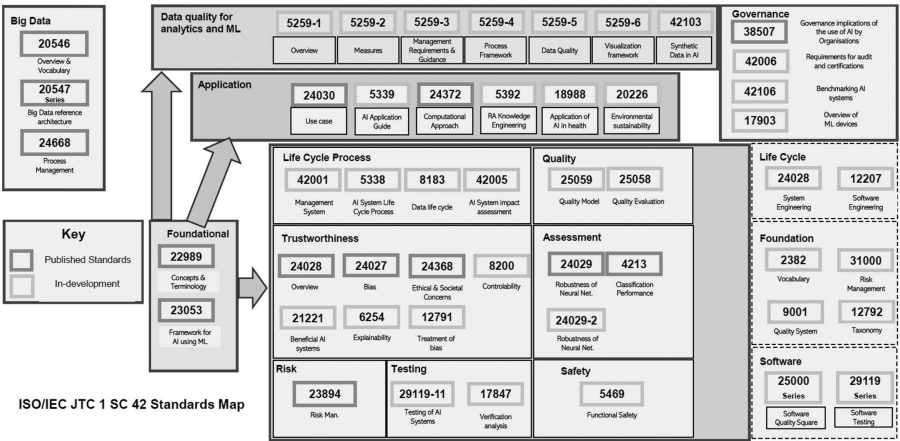 Big Data
20546
Overview &
Vocabulary
20547
Series
Big Data reference
architecture
24668
Process
Management
Data quality for
analytics and ML
5259-1
Overview
5259-2
Measures
5259-3
Management
Requirements &
Guidance
5259-4
Process
Framework
5259-5
Data Quality
5259-6
Visualization
framework
42103
Synthetic
Data in AI
Governance
38507
Governance implications of
the use of AI by
Organisations
42006
Requirements for audit
and certifications
42106
Benchmarking AI
systems
17903
Overview of
ML devices
Application
24030
Use case
5339
AI Application
Guide
24372
Computational
Approach
5392
RA Knowledge
Engineering
18988
Application of
AI in health
20226
Environmental
sustainability
Key
Published Standards
In-development
Foundational
22989
Concepts &
Terminology
23053
Framework for
AI using ML
Life Cycle Process
42001
Management
System
5338
AI System Life
Cycle Process
8183
Data life cycle
42005
AI System impact
assessment
Quality
25059
Quality Model
25058
Quality Evaluation
Trustworthiness
24028
Overview
24027
Bias
24368
Ethical & Societal
Concerns
8200
Controlability
21221
Beneficial AI
systems
6254
Explainability
12791
Treatment of
bias
Assessment
24029
Robustness of
Neural Net.
4213
Classification
Performance
24029-2
Robustness of
Neural Net.
Risk
23894
Risk Man.
Testing
29119-11
Testing of AI
Systems
17847
Verification
analysis
Safety
5469
Functional Safety
Life Cycle
24028
System
Engineering
12207
Software
Engineering
Foundation
2382
Vocabulary
31000
Risk
Management
9001
Quality System
12792
Taxonomy
Software
25000
Series
Software
Quality Square
29119
Series
Software
Testing
ISO/IEC JTC 1 SC 42 Standards Map